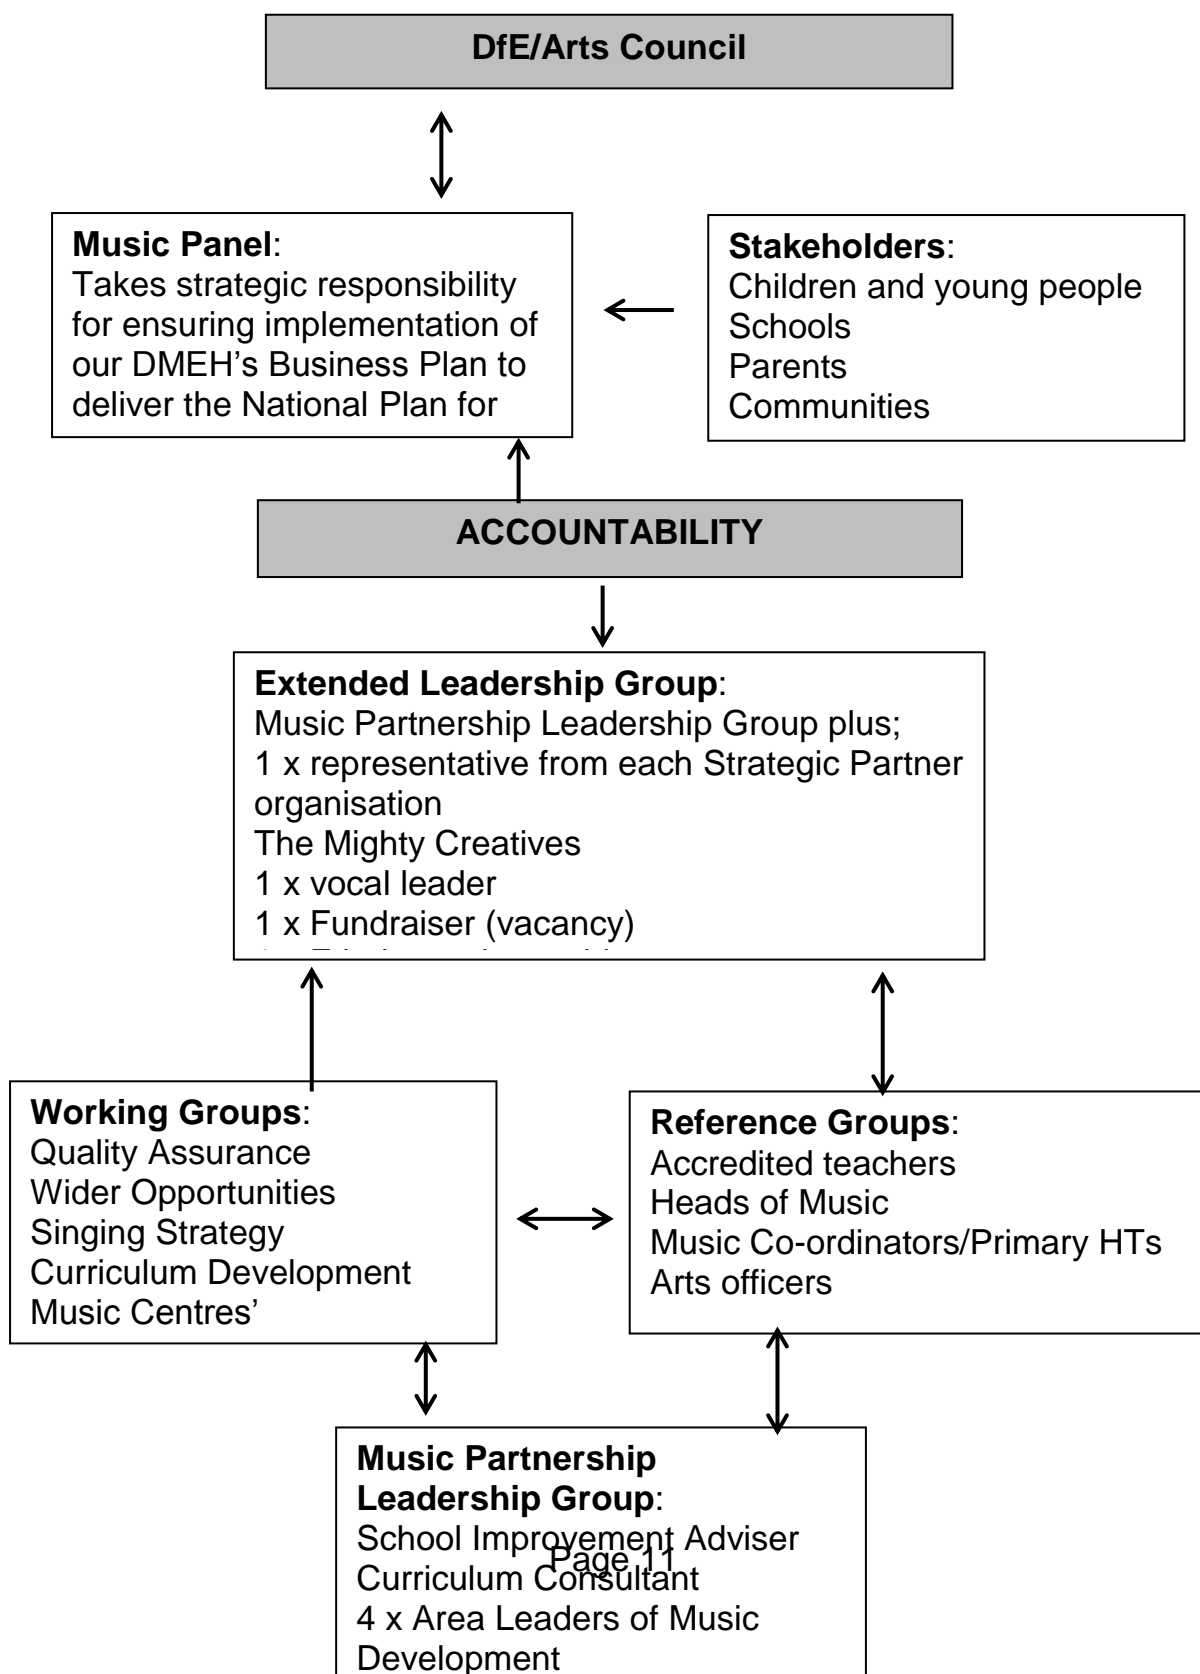 DfE/Arts Council
Music Panel:
Takes strategic responsibility
for ensuring implementation of
our DMEH's Business Plan to
deliver the National Plan for
Stakeholders:
Children and young people
Schools
Parents
Communities
ACCOUNTABILITY
Extended Leadership Group:
Music Partnership Leadership Group plus;
1 x representative from each Strategic Partner
organisation
The Mighty Creatives
1 x vocal leader
1 x Fundraiser (vacancy)
Working Groups:
Quality Assurance
Wider Opportunities
Singing Strategy
Curriculum Development
Music Centres'
Reference Groups:
Accredited teachers
Heads of Music
Music Co-ordinators/Primary HTs
Arts officers
Music Partnership
Leadership Group:
School Improvement Adviser
Page 11
Curriculum Consultant
4 x Area Leaders of Music
Development